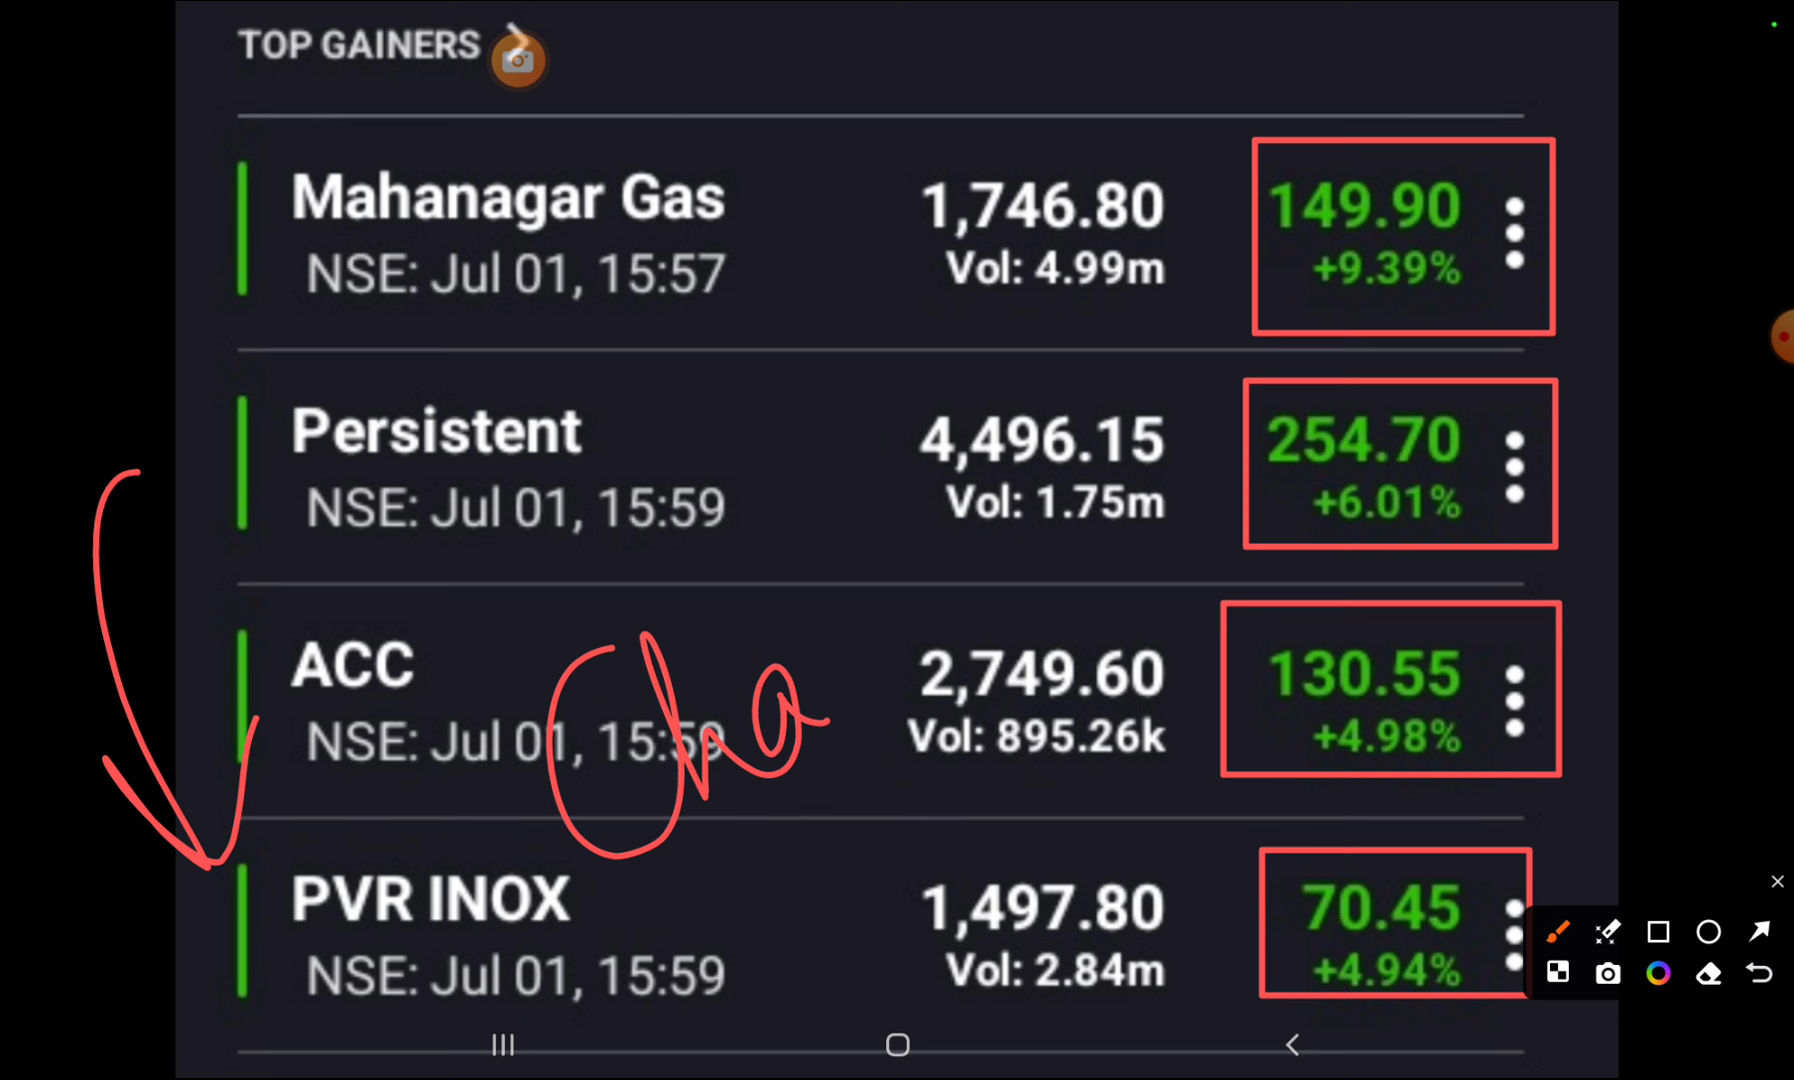 TOP GAINERS
Mahanagar Gas 1,746.80 149.90
NSE: Jul 01, 15:57 Vol: 4.99m +9.39%
Persistent 4,496.15 254.70
NSE: Jul 01, 15:59 Vol: 1.75m +6.01%
ACC 2,749.60 130.55
Cha
NSE: Jul 01, 15:59 Vol: 895.26k +4.98%
PVR INOX 1,497.80 70.45
NSE: Jul 01, 15:59 Vol: 2.84m +4.94%